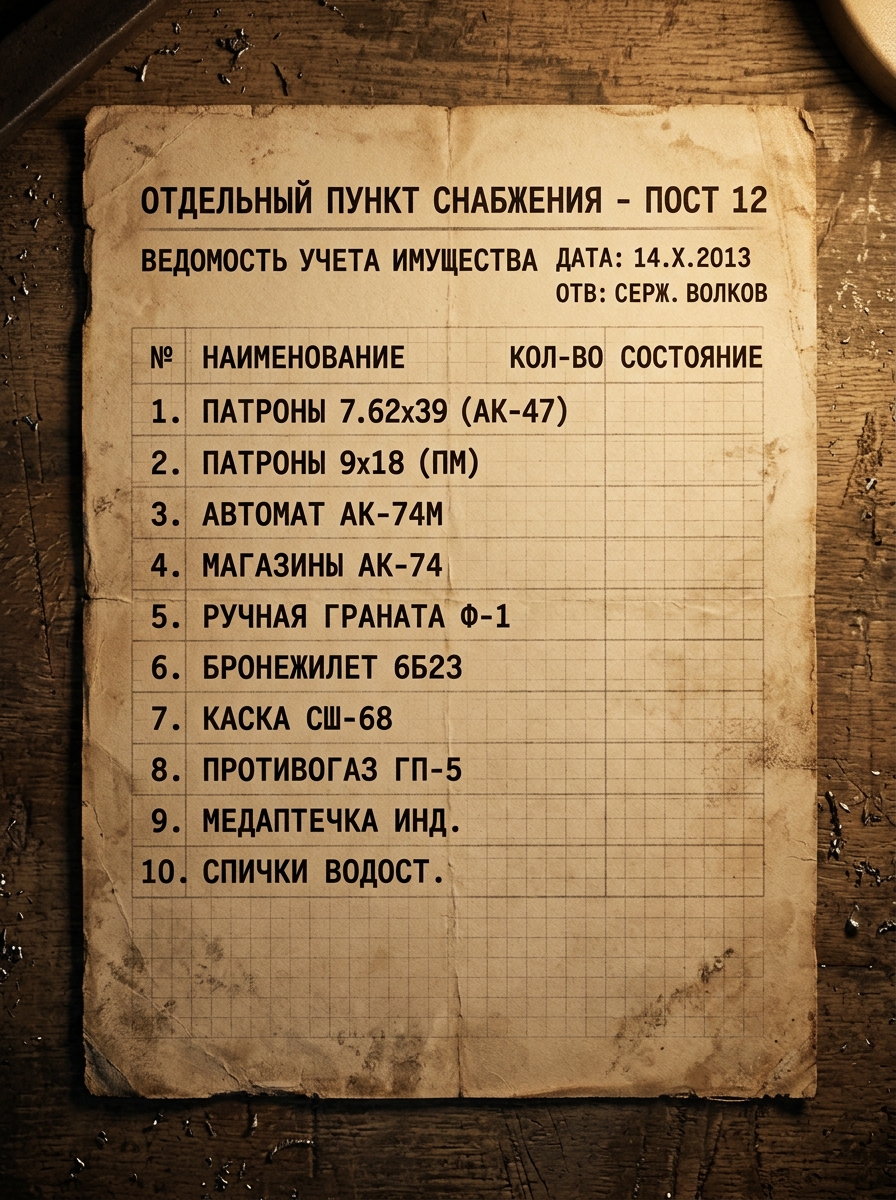 ОТДЕЛЬНЫЙ ПУНКТ СНАБЖЕНИЯ - ПОСТ 12
ВЕДОМОСТЬ УЧЕТА ИМУЩЕСТВА ДАТА: 14.X.2013
ОТВ: СЕРЖ. ВОЛКОВ
№ НАИМЕНОВАНИЕ КОЛ-ВО СОСТОЯНИЕ
1. ПАТРОНЫ 7.62x39 (АК-47)
2. ПАТРОНЫ 9x18 (ПМ)
3. АВТОМАТ АК-74М
4. МАГАЗИНЫ АК-74
5. РУЧНАЯ ГРАНАТА Ф-1
6. БРОНЕЖИЛЕТ 6Б23
7. КАСКА СШ-68
8. ПРОТИВОГАЗ ГП-5
9. МЕДАПТЕЧКА ИНД.
10. СПИЧКИ ВОДОСТ.